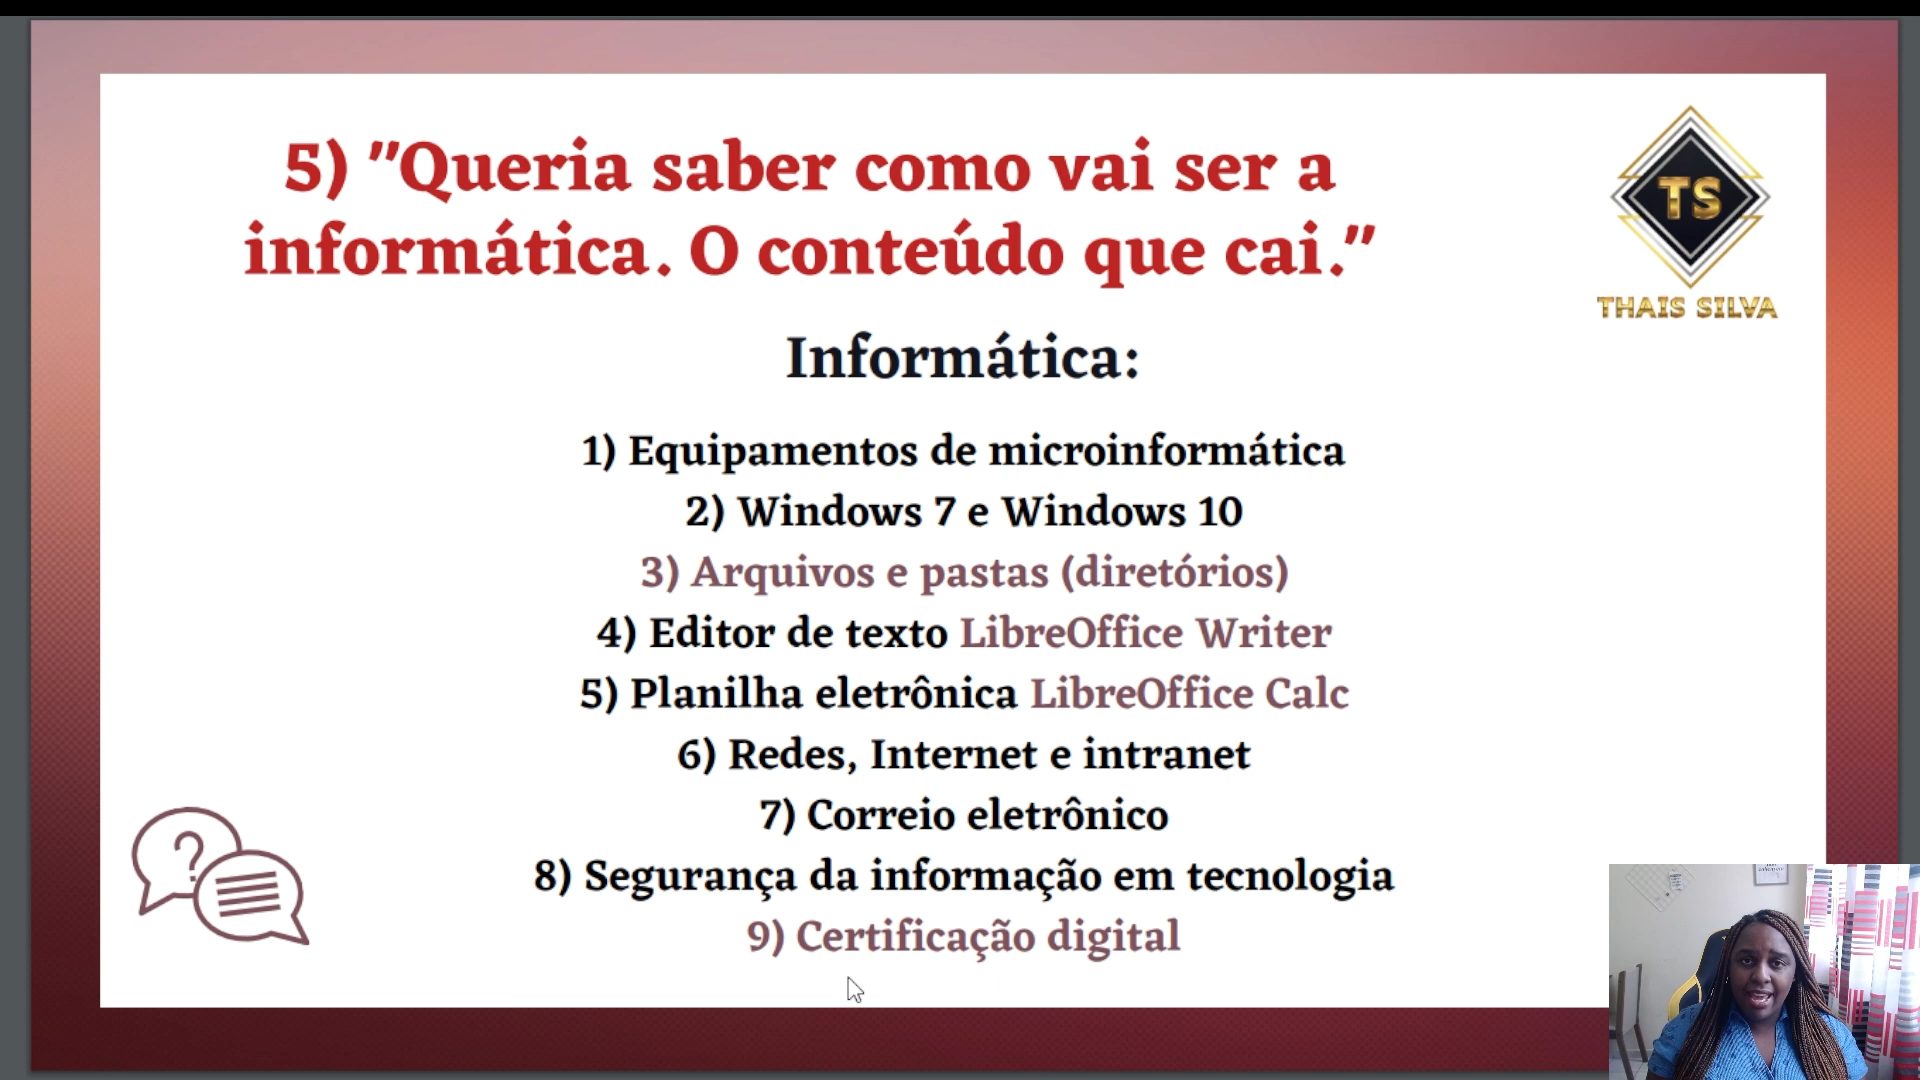 5) "Queria saber como vai ser a
informática. O conteúdo que cai."
TS
THAIS SILVA
Informática:
1) Equipamentos de microinformática
2) Windows 7 e Windows 10
3) Arquivos e pastas (diretórios)
4) Editor de texto LibreOffice Writer
5) Planilha eletrônica LibreOffice Calc
6) Redes, Internet e intranet
7) Correio eletrônico
8) Segurança da informação em tecnologia
9) Certificação digital
?